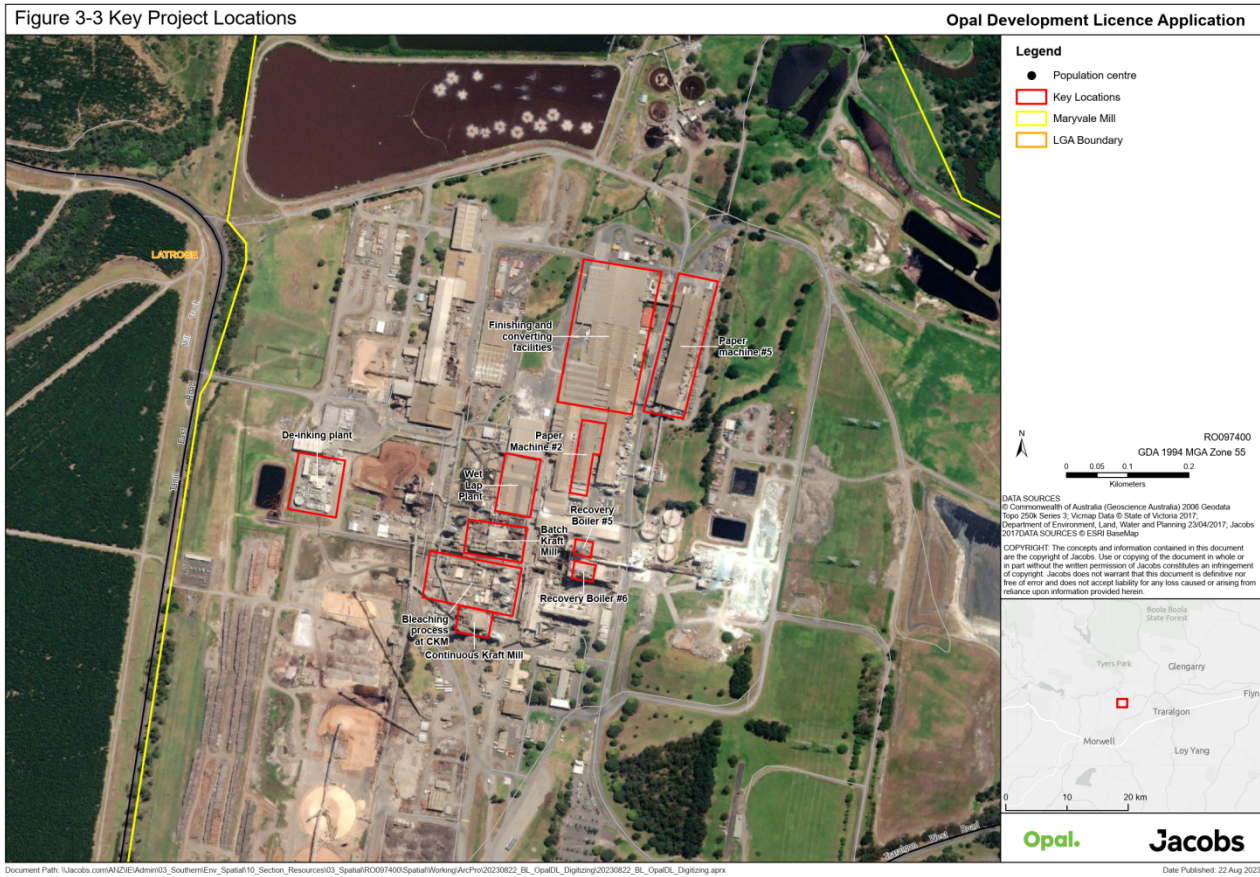 Figure 3-3 Key Project Locations
Opal Development Licence Application
Legend
Population centre
Key Locations
Maryvale Mill
LGA Boundary
LATROBE
Finishing and
converting
facilities
Paper
machine #5
De-inking plant
Paper
Machine #2
Wet
Lap
Plant
Recovery
Boiler #5
Batch
Kraft
Mill
Recovery Boiler #6
Bleaching
process
at CKM
Continuous Kraft Mill
Mill Track
East Road
Traralgon West Road
N
RO097400
GDA 1994 MGA Zone 55
0 0.05 0.1 0.2
Kilometers
DATA SOURCES
© Commonwealth of Australia (Geoscience Australia) 2006 Geodata
Topo 250k Series 3; Vicmap Data © State of Victoria 2017;
Department of Environment, Land, Water and Planning 23/04/2017; Jacobs
2017DATA SOURCES © ESRI BaseMap
COPYRIGHT: The concepts and information contained in this document
are the copyright of Jacobs. Use or copying of the document in whole or
in part without the written permission of Jacobs constitutes an infringement
of copyright. Jacobs does not warrant that this document is definitive nor
free of error and does not accept liability for any loss caused or arising from
reliance upon information provided herein.
Boola Boola
State Forest
Tyers Park
Glengarry
Flyn
Traralgon
Morwell
Loy Yang
0 10 20 km
Opal.
Jacobs
Document Path: \\Jacobs.com\ANZ\IE\Admin\03_Southern\Env_Spatial\10_Section_Resources\03_Spatial\RO097400\Spatial\Working\ArcPro\20230822_BL_OpalDL_Digitizing\20230822_BL_OpalDL_Digitizing.aprx
Date Published: 22 Aug 2023